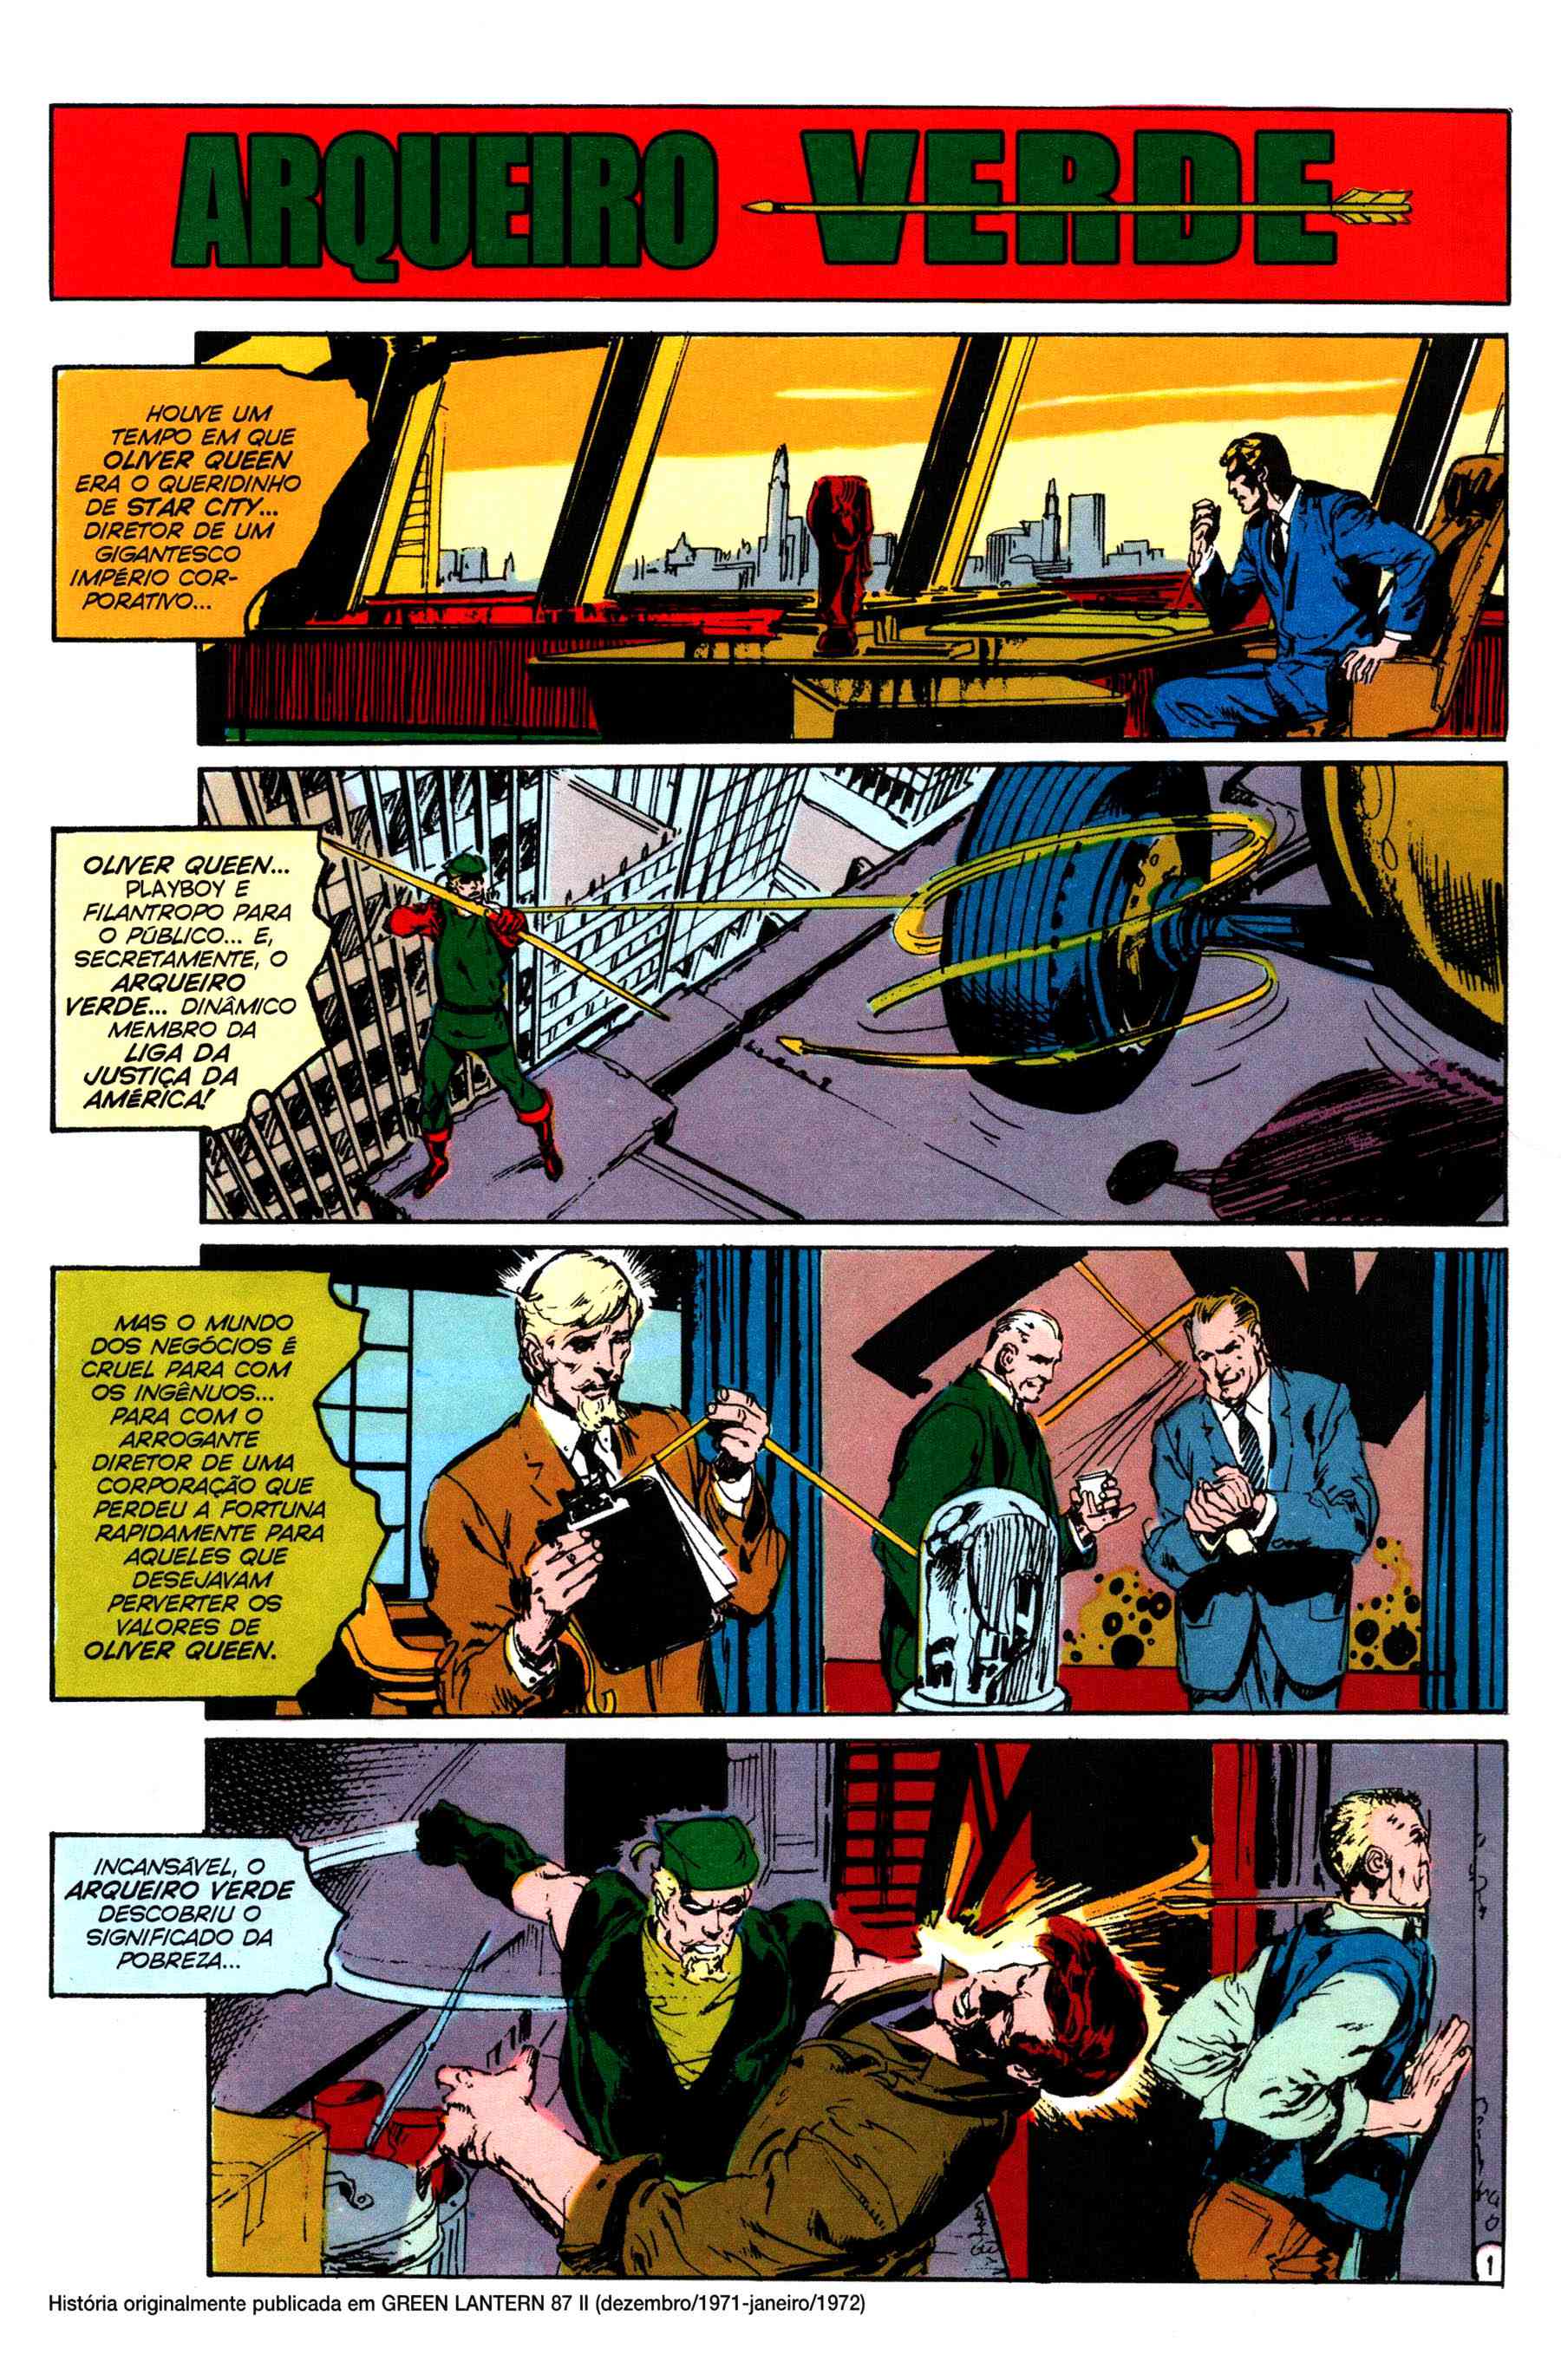 ARQUEIRO VERDE
HOUVE UM
TEMPO EM QUE
OLIVER QUEEN
ERA O QUERIDINHO
DE STAR CITY...
DIRETOR DE UM
GIGANTESCO
IMPÉRIO COR-
PORATIVO...
OLIVER QUEEN...
PLAYBOY E
FILANTROPO PARA
O PÚBLICO... E,
SECRETAMENTE, O
ARQUEIRO
VERDE... DINÂMICO
MEMBRO DA
LIGA DA
JUSTIÇA DA
AMÉRICA!
MAS O MUNDO
DOS NEGÓCIOS É
CRUEL PARA COM
OS INGÊNUOS...
PARA COM O
ARROGANTE
DIRETOR DE UMA
CORPORAÇÃO QUE
PERDEU A FORTUNA
RAPIDAMENTE PARA
AQUELES QUE
DESEJAVAM
PERVERTER OS
VALORES DE
OLIVER QUEEN.
INCANSÁVEL, O
ARQUEIRO VERDE
DESCOBRIU O
SIGNIFICADO DA
POBREZA...
1
História originalmente publicada em GREEN LANTERN 87 II (dezembro/1971-janeiro/1972)